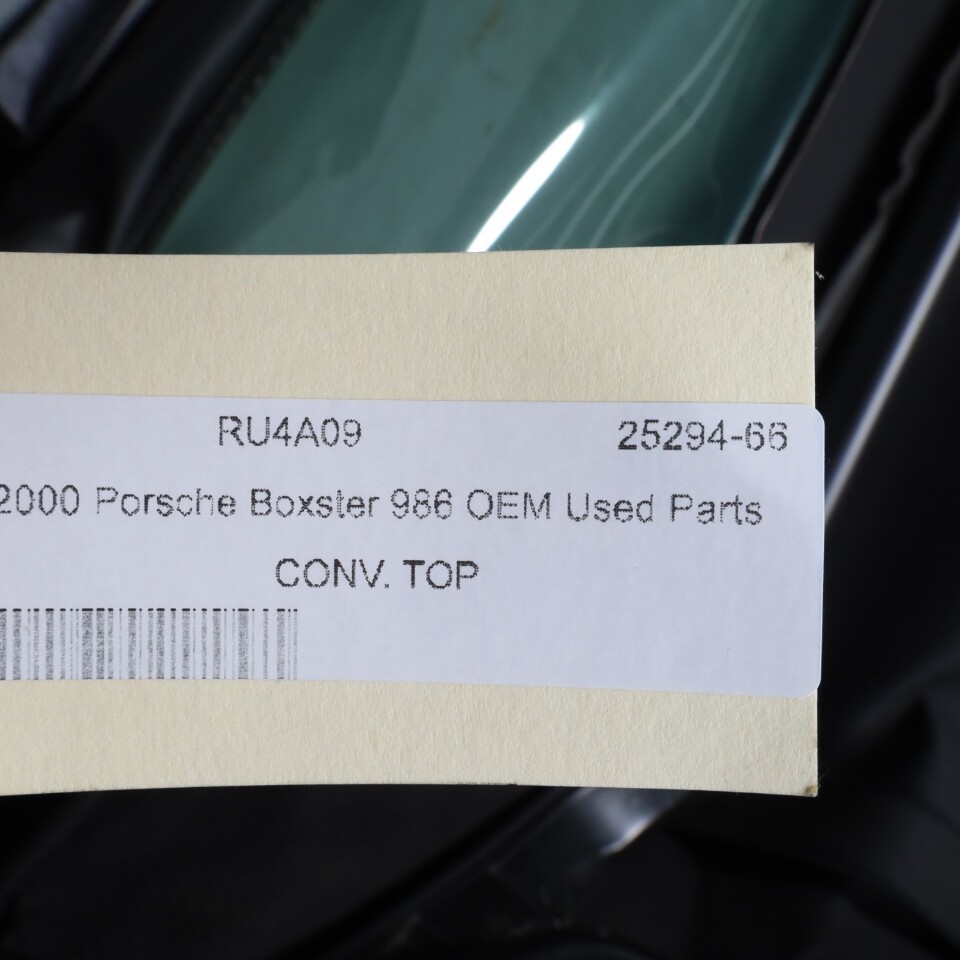 RU4A09 25294-66
2000 Porsche Boxster 986 OEM Used Parts
CONV. TOP